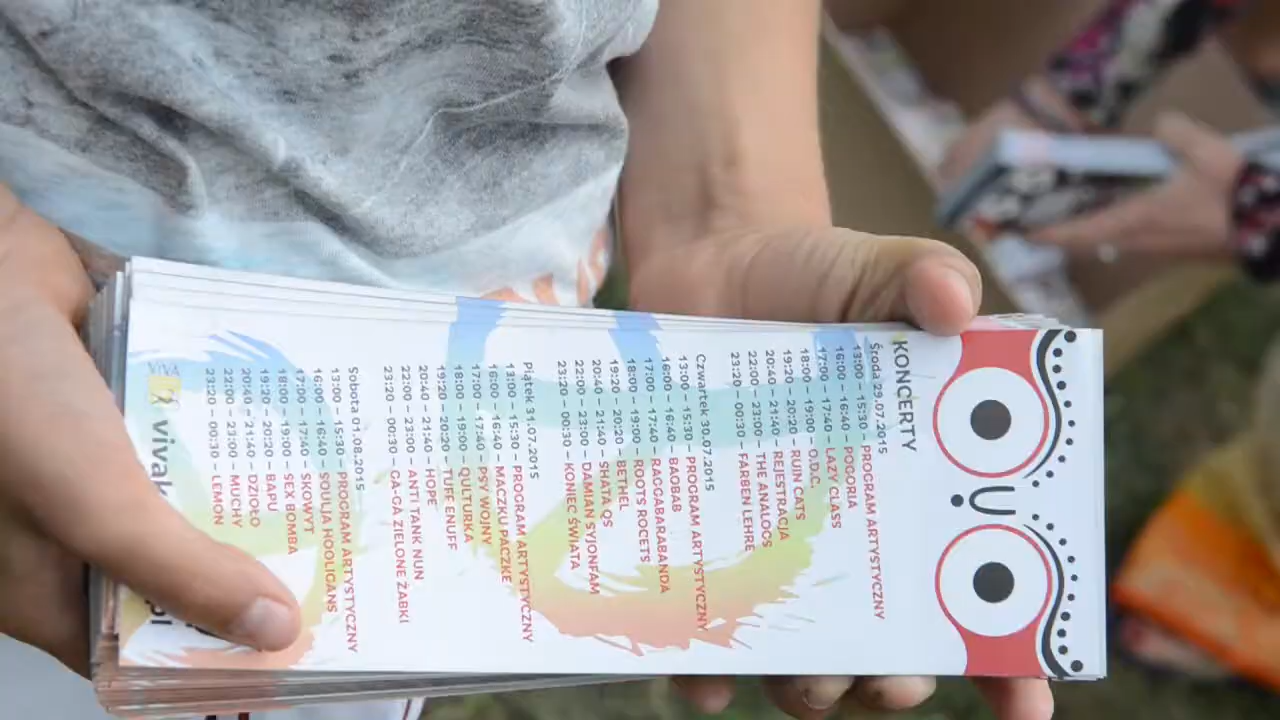 KONCERTY
Środa 29.07.2015
13:00 – 15:30 – PROGRAM ARTYSTYCZNY
16:00 – 16:40 – POGORIA
17:00 – 17:40 – LAZY CLASS
18:00 – 19:00 – O.D.C.
19:20 – 20:20 – RUIN CATS
20:40 – 21:40 – REJESTRACJA
22:00 – 23:00 – THE ANALOGS
23:20 – 00:30 – FARBEN LEHRE
Czwartek 30.07.2015
13:00 – 15:30 – PROGRAM ARTYSTYCZNY
16:00 – 16:40 – BAOBAB
17:00 – 17:40 – RAGGABARABANDA
18:00 – 19:00 – ROOTS ROCETS
19:20 – 20:20 – BETHEL
20:40 – 21:40 – SHATA QS
22:00 – 23:00 – DAMIAN SYJONFAM
23:20 – 00:30 – KONIEC ŚWIATA
Piątek 31.07.2015
13:00 – 15:30 – PROGRAM ARTYSTYCZNY
16:00 – 16:40 – MACZKU PACZKE
17:00 – 17:40 – PSY WOJNY
18:00 – 19:00 – QULTURKA
19:20 – 20:20 – TUFF ENUFF
20:40 – 21:40 – HOPE
22:00 – 23:00 – ANTI TANK NUN
23:20 – 00:30 – GA-GA ZIELONE ŻABKI
Sobota 01.08.2015
13:00 – 15:30 – PROGRAM ARTYSTYCZNY
16:00 – 16:40 – SOULJA HOOLIGANS
17:00 – 17:40 – SKOWYT
18:00 – 19:00 – SEX BOMBA
19:20 – 20:20 – BAPU
20:40 – 21:40 – DZIOŁO
22:00 – 23:00 – MUCHY
23:20 – 00:30 – LEMON
VIVA